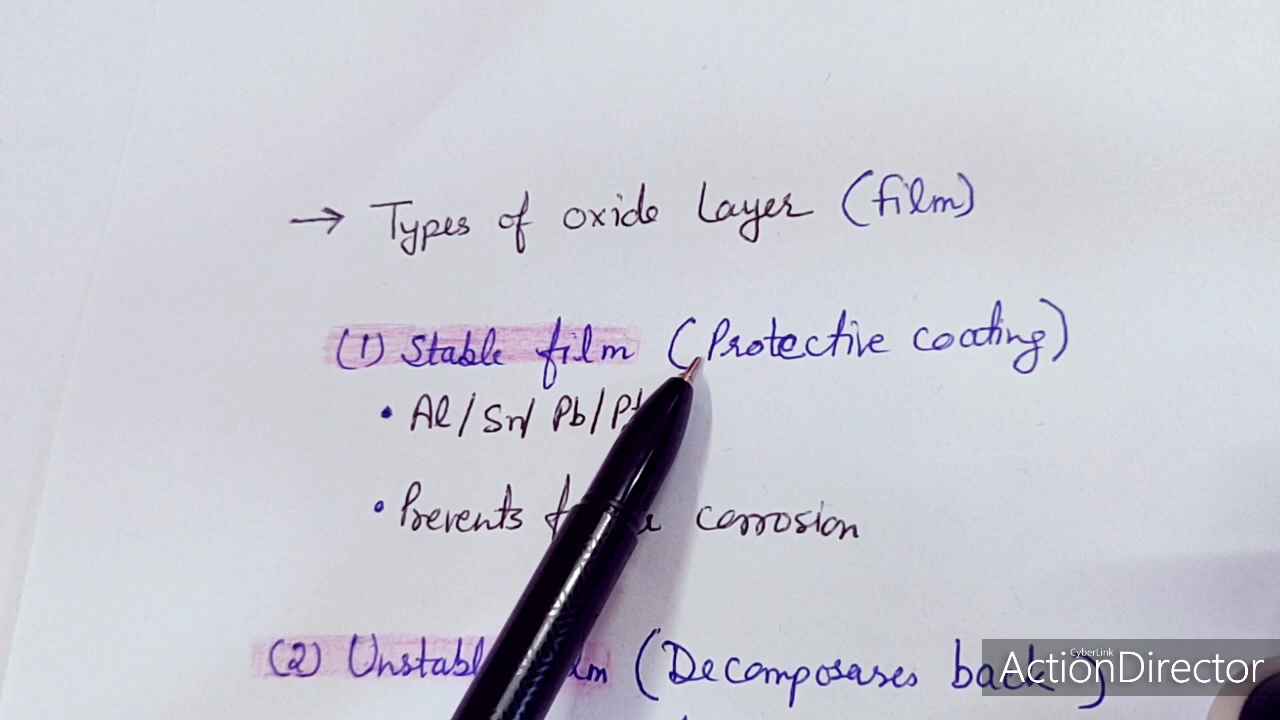 → Types of oxide Layer (film)
(1) Stable film (Protective coating)
• Al/Sn/ Pb/
• Prevents corrosion
(2) (Decomposases back)
CyberLink
ActionDirector